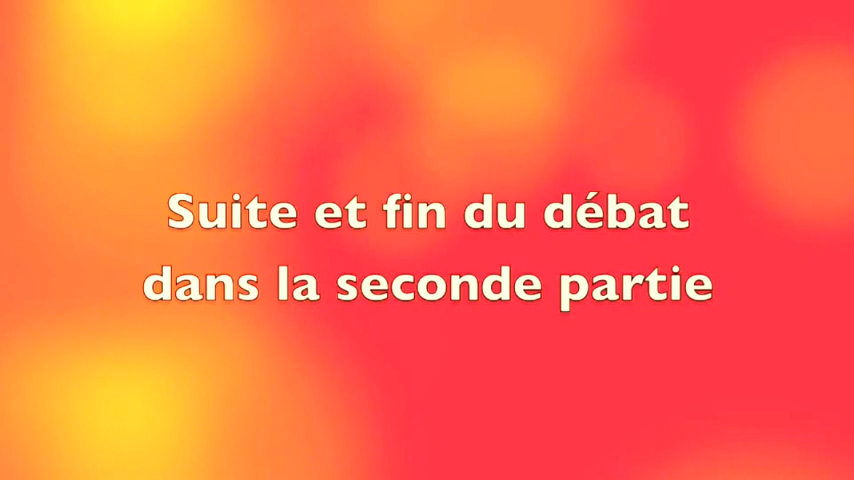 Suite et fin du débat
dans la seconde partie